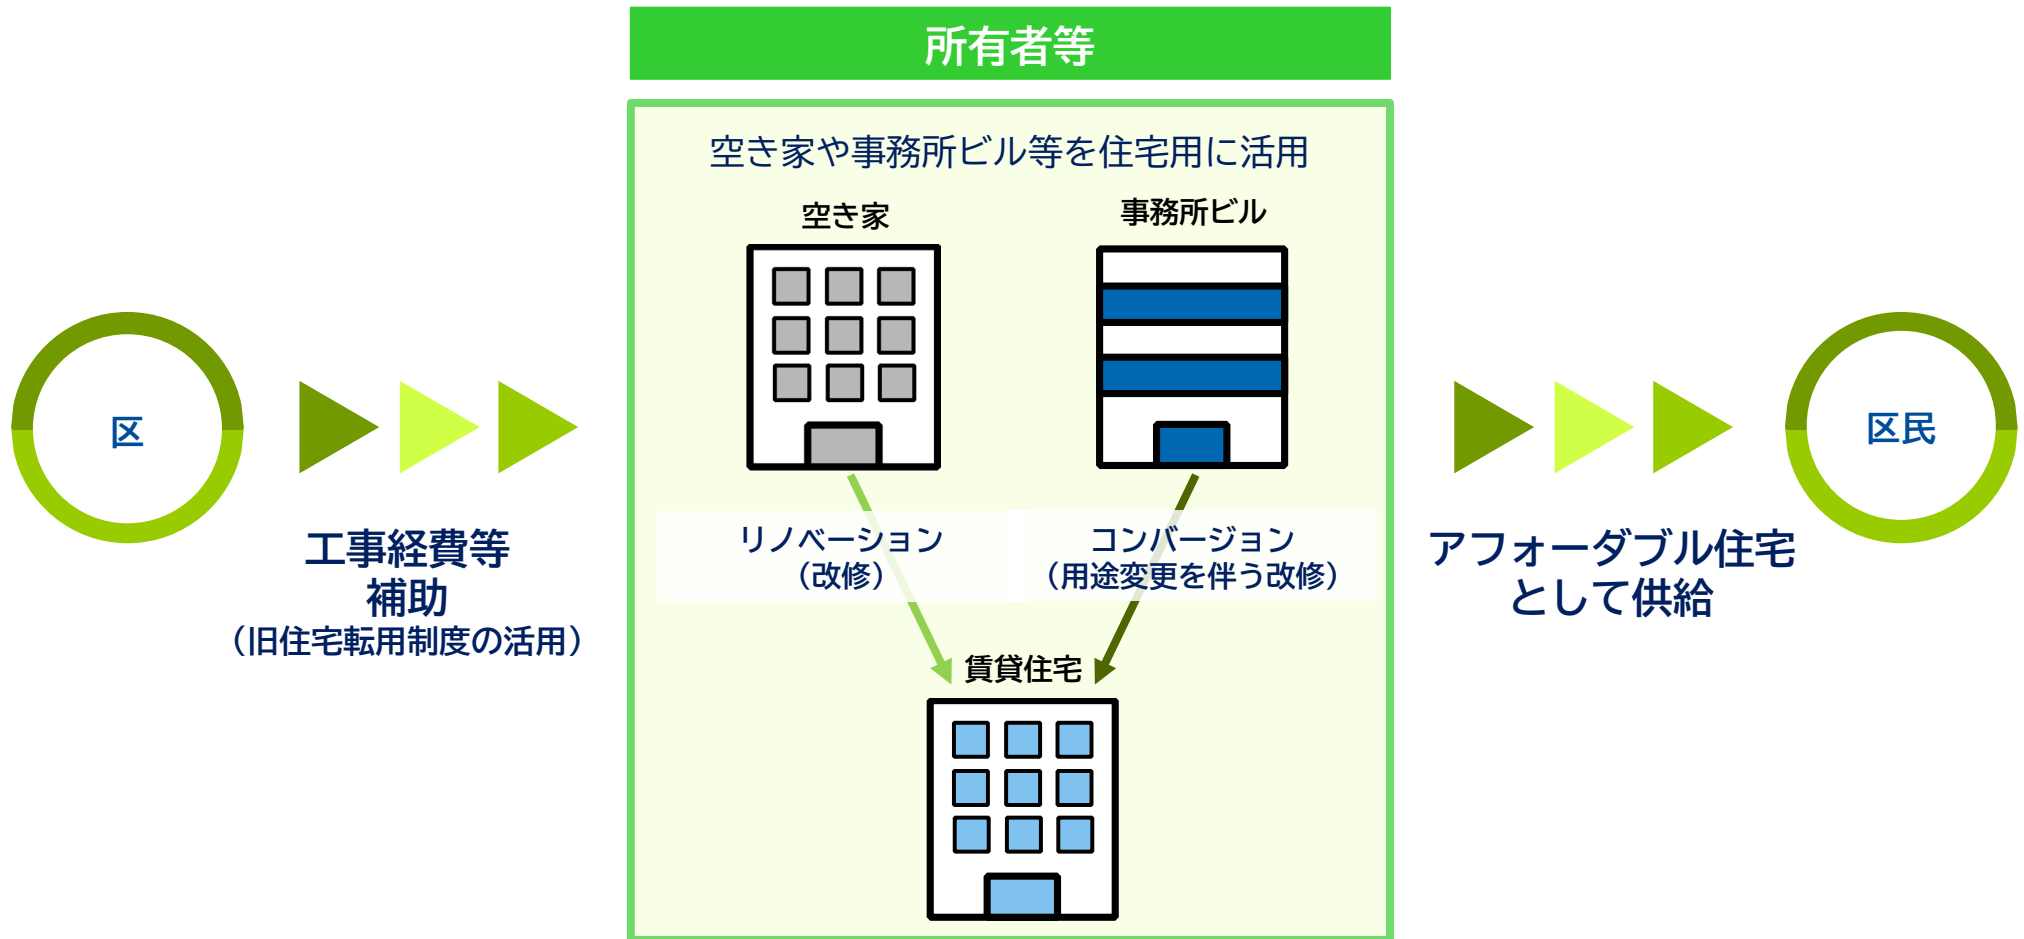 所有者等
空き家や事務所ビル等を住宅用に活用
空き家
事務所ビル
区
工事経費等
補助
（旧住宅転用制度の活用）
リノベーション
（改修）
コンバージョン
（用途変更を伴う改修）
賃貸住宅
アフォーダブル住宅
として供給
区民